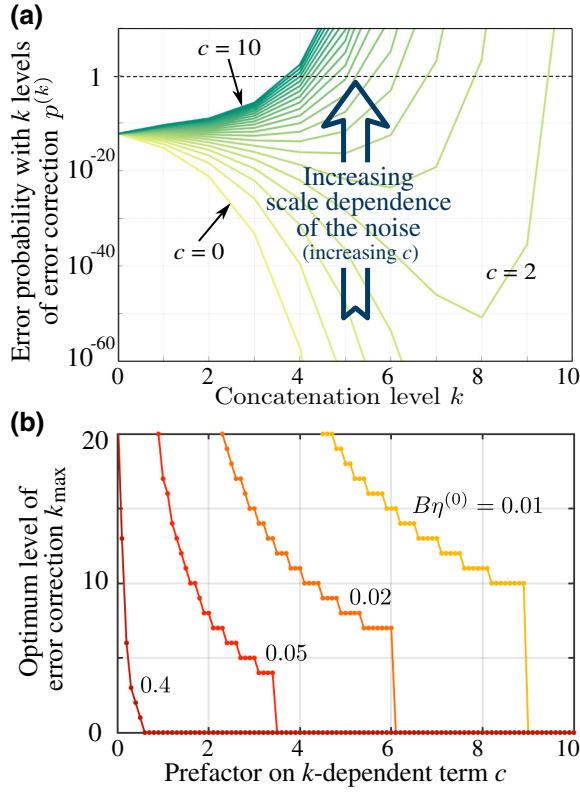 (a)
Error probability with k levels
of error correction p^(k)
1
10^-20
10^-40
10^-60
c = 10
c = 0
c = 2
Increasing
scale dependence
of the noise
(increasing c)
0 2 4 6 8 10
Concatenation level k
(b)
Optimum level of
error correction k_max
20
10
0
0.4
0.05
0.02
Bη^(0) = 0.01
0 2 4 6 8 10
Prefactor on k-dependent term c